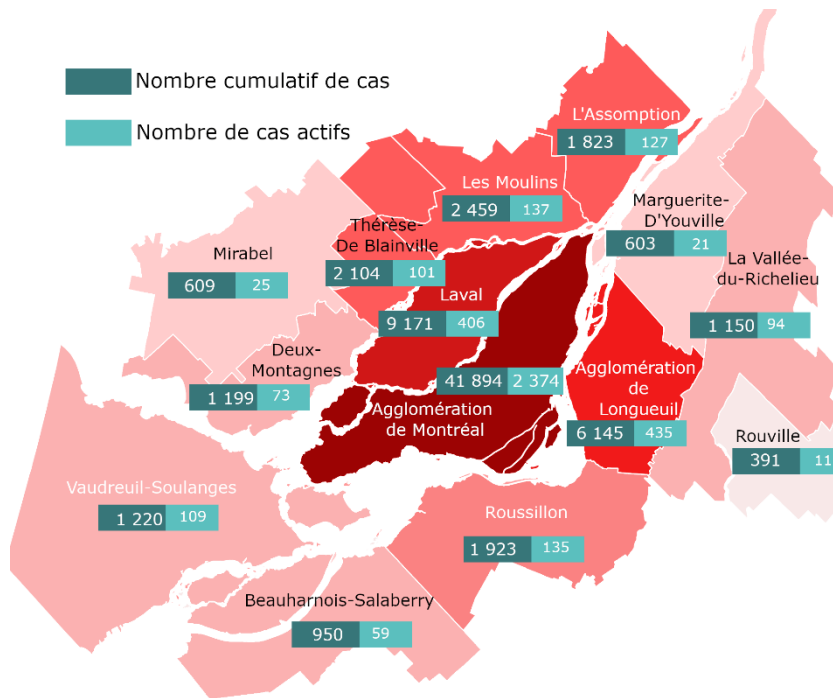 Nombre cumulatif de cas
Nombre de cas actifs
L'Assomption
1 823 127
Les Moulins
2 459 137
Marguerite-
D'Youville
603 21
Thérèse-
De Blainville
2 104 101
Mirabel
609 25
La Vallée-
du-Richelieu
1 150 94
Laval
9 171 406
Deux-
Montagnes
1 199 73
41 894 2 374
Agglomération
de Montréal
Agglomération
de
Longueuil
6 145 435
Rouville
391 11
Vaudreuil-Soulanges
1 220 109
Roussillon
1 923 135
Beauharnois-Salaberry
950 59